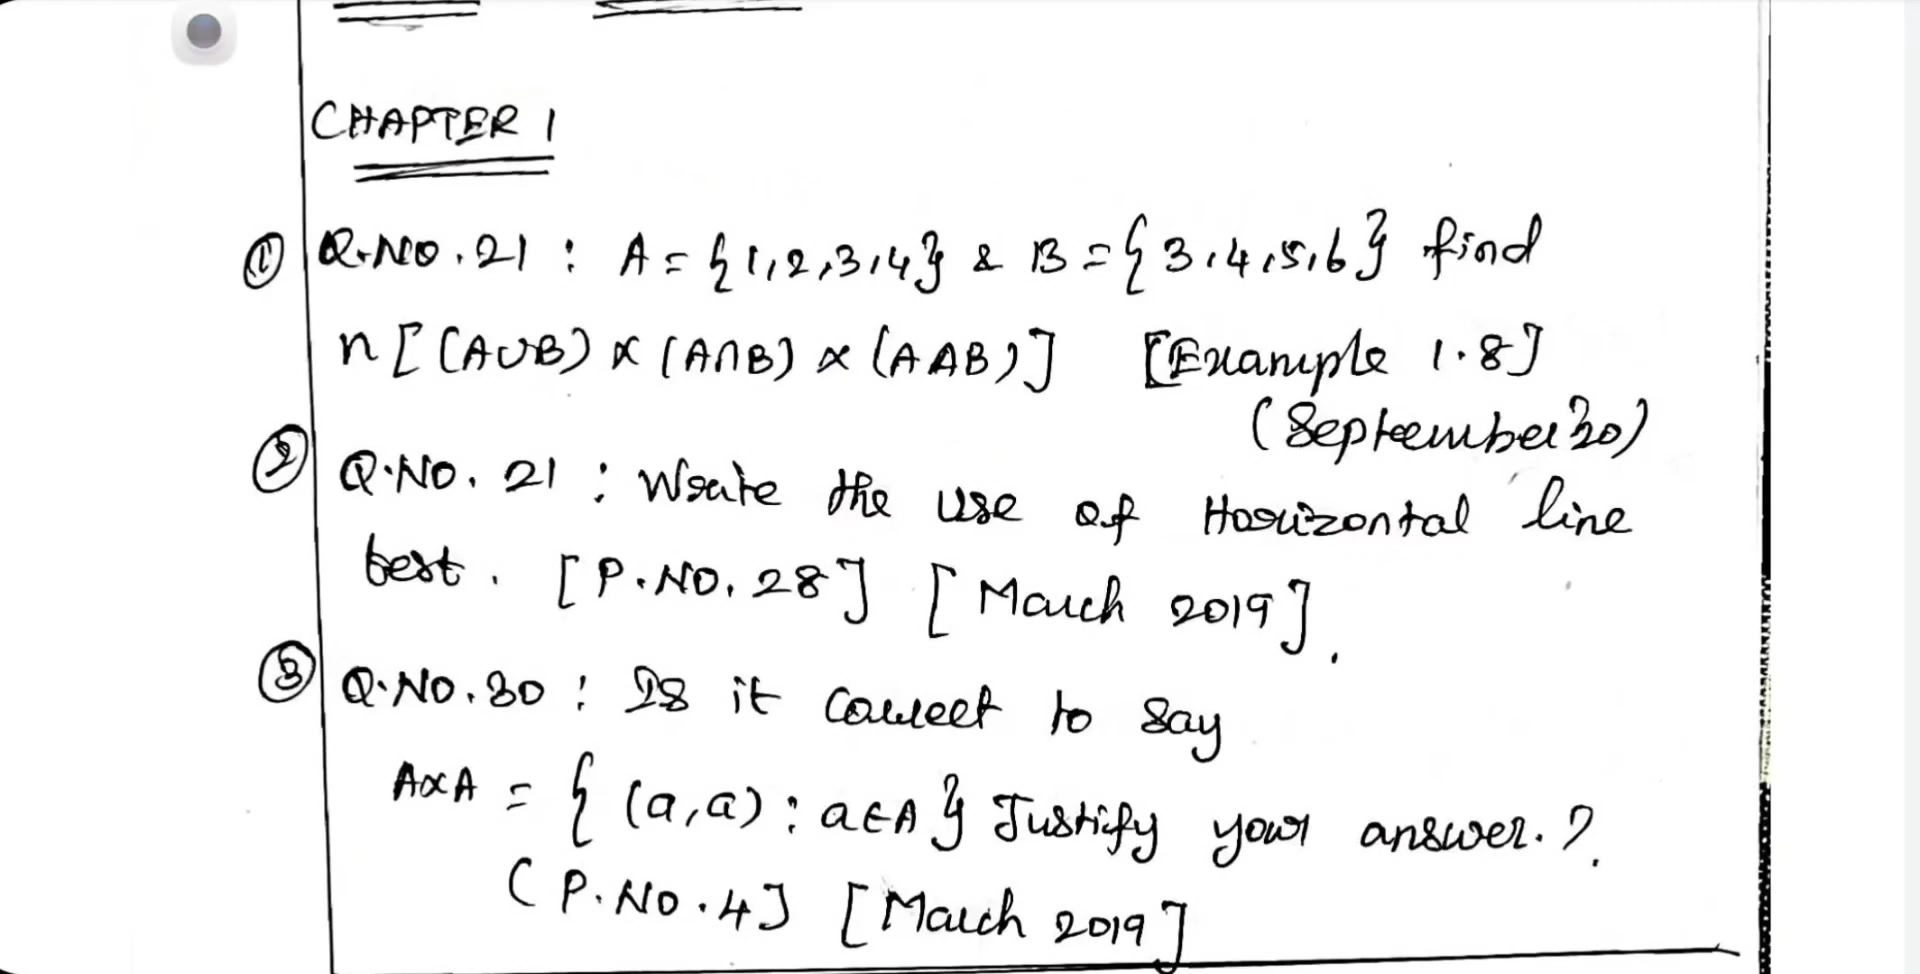 CHAPTER 1
① Q.NO.21 : A = {1,2,3,4} & B = {3,4,5,6} find
n [(A∪B) × (A∩B) × (A∆B)] [Example 1.8]
(September 20)
② Q.NO. 21 : Write the use of Horizontal line
test. [P.NO. 28] [March 2019].
③ Q.NO.30 : Is it correct to say
A×A = {(a,a) : a∈A} Justify your answer.?
(P.NO.4] [March 2019]